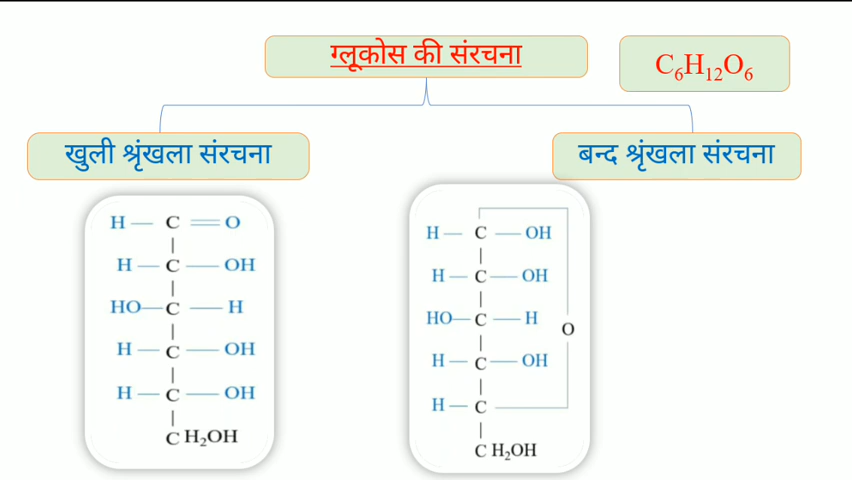 ग्लूकोस की संरचना
C₆H₁₂O₆
खुली श्रृंखला संरचना
बन्द श्रृंखला संरचना
H — C = O
H — C — OH
HO — C — H
H — C — OH
H — C — OH
CH₂OH
H — C — OH
H — C — OH
HO — C — H
O
H — C — OH
H — C
CH₂OH